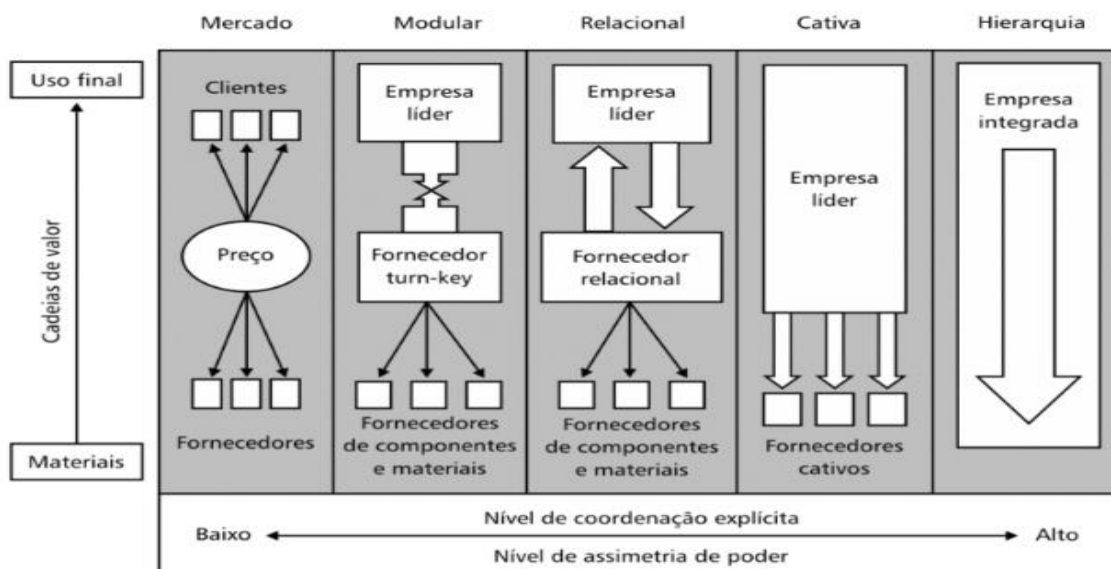 Mercado
Modular
Relacional
Cativa
Hierarquia
Uso final
Cadeias de valor
Materiais
Clientes
Preço
Fornecedores
Empresa
líder
Fornecedor
turn-key
Fornecedores
de componentes
e materiais
Empresa
líder
Fornecedor
relacional
Fornecedores
de componentes
e materiais
Empresa
líder
Fornecedores
cativos
Empresa
integrada
Nível de coordenação explícita
Baixo
Alto
Nível de assimetria de poder